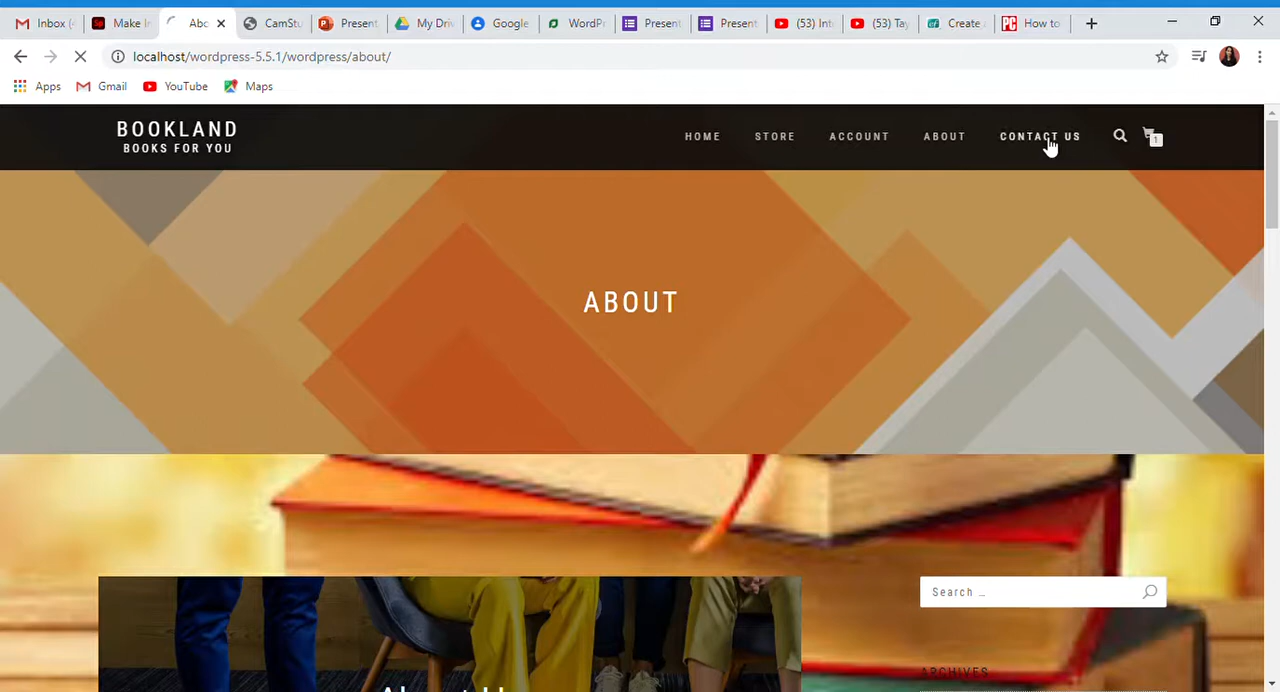 Inbox (4
Make In
Abo
CamStu
Present
My Driv
Google
WordPr
Present
Present
(53) Int
(53) Tay
Create
How to
localhost/wordpress-5.5.1/wordpress/about/
Apps
Gmail
YouTube
Maps
BOOKLAND
BOOKS FOR YOU
HOME
STORE
ACCOUNT
ABOUT
CONTACT US
1
ABOUT
Search …
ARCHIVES